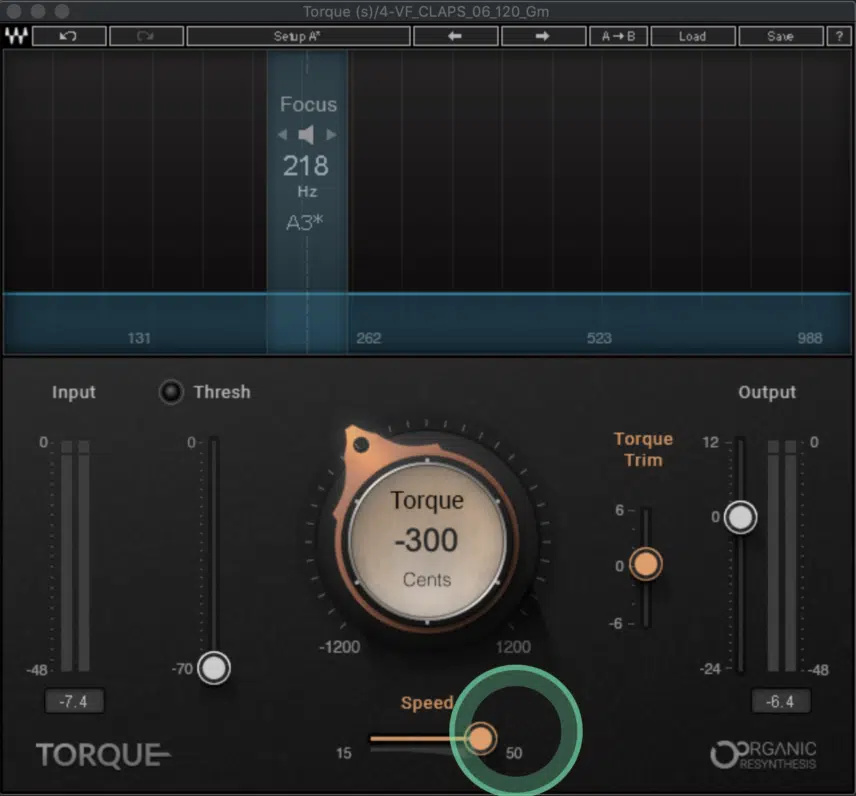 Torque (s)/4-VF_CLAPS_06_120_Gm
Setup A* A→B Load Save ?
Focus
218
Hz
A3*
131 262 523 988
Input Thresh Output
Torque
Trim
0 0 12 0
6
0 0
-6
Torque
-300
Cents
-1200 1200
-48 -70 -24 -48
-7.4 -6.4
Speed
15 50
TORQUE
ORGANIC
RESYNTHESIS